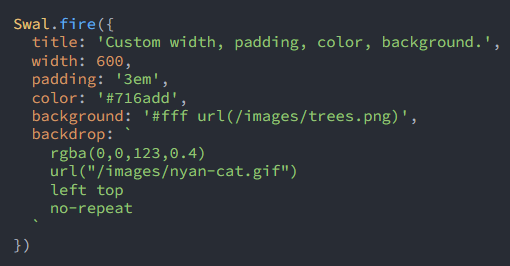 Swal.fire({
  title: 'Custom width, padding, color, background.',
  width: 600,
  padding: '3em',
  color: '#716add',
  background: '#fff url(/images/trees.png)',
  backdrop: `
    rgba(0,0,123,0.4)
    url("/images/nyan-cat.gif")
    left top
    no-repeat
  `
})